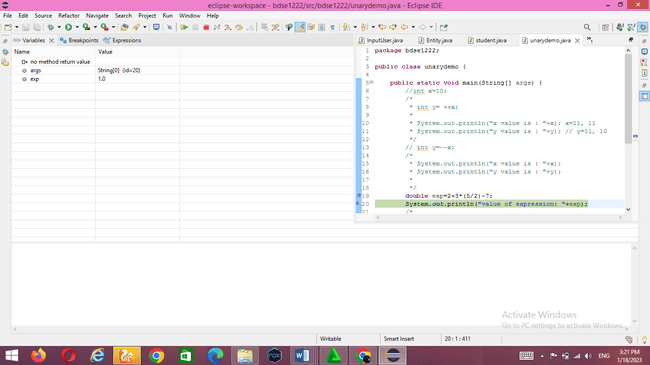 eclipse-workspace - bdse1222/src/bdse1222/unarydemo.java - Eclipse IDE
File Edit Source Refactor Navigate Search Project Run Window Help
Variables Breakpoints Expressions
Name Value
no method return value
args String[0] (id=20)
exp 1.0
InputUser.java Entity.java student.java unarydemo.java
1 package bdse1222;
2
3 public class unarydemo {
4
5 public static void main(String[] args) {
6 //int x=10;
7 /*
8 * int y= ++x;
9 *
10 * System.out.println("x value is : "+x); x=11, 11
11 * System.out.println("y value is : "+y); // y=11, 10
12 */
13 // int y=--x;
14 /*
15 * System.out.println("x value is : "+x);
16 * System.out.println("y value is : "+y);
17 *
18 */
19 double exp=2+3*(5/2)-7;
20 System.out.println("value of expression: "+exp);
21 /*
Activate Windows
Go to PC settings to activate Windows.
Writable Smart Insert 20 : 1 : 411
ENG
3:21 PM
1/18/2023